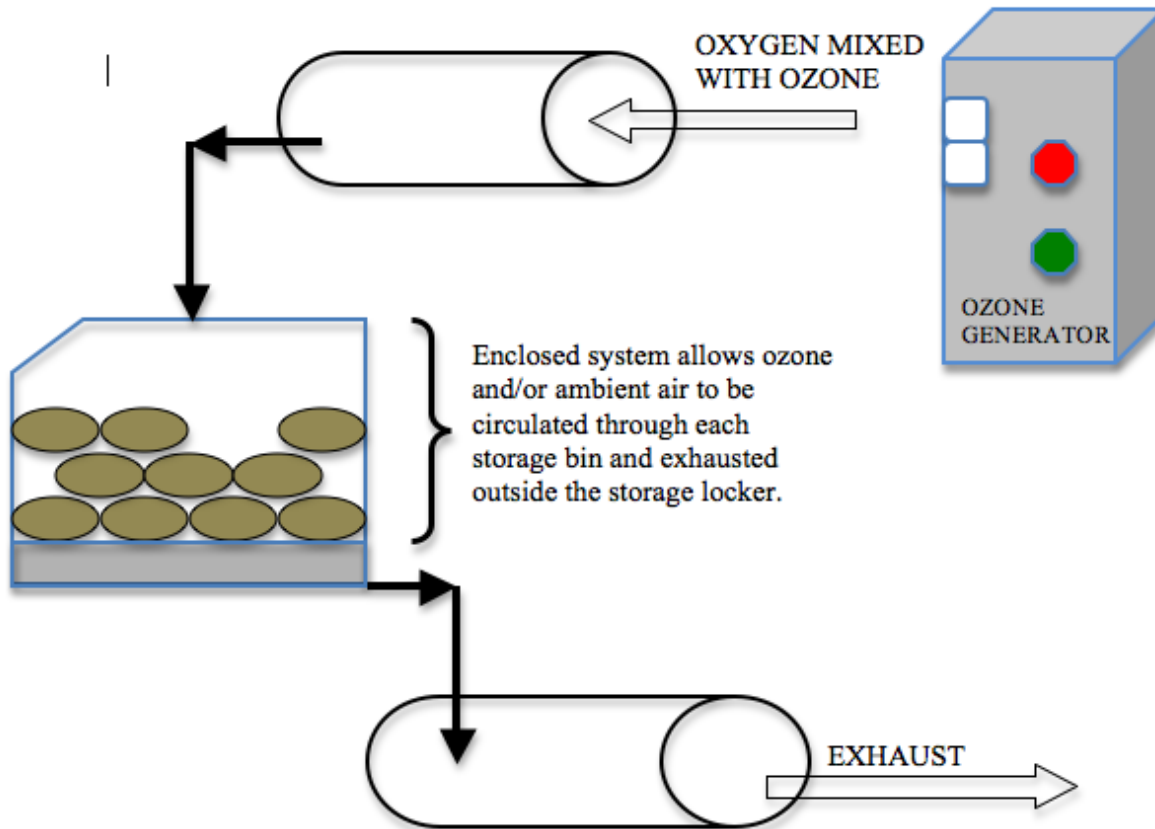 OXYGEN MIXED
WITH OZONE
OZONE
GENERATOR
Enclosed system allows ozone
and/or ambient air to be
circulated through each
storage bin and exhausted
outside the storage locker.
EXHAUST